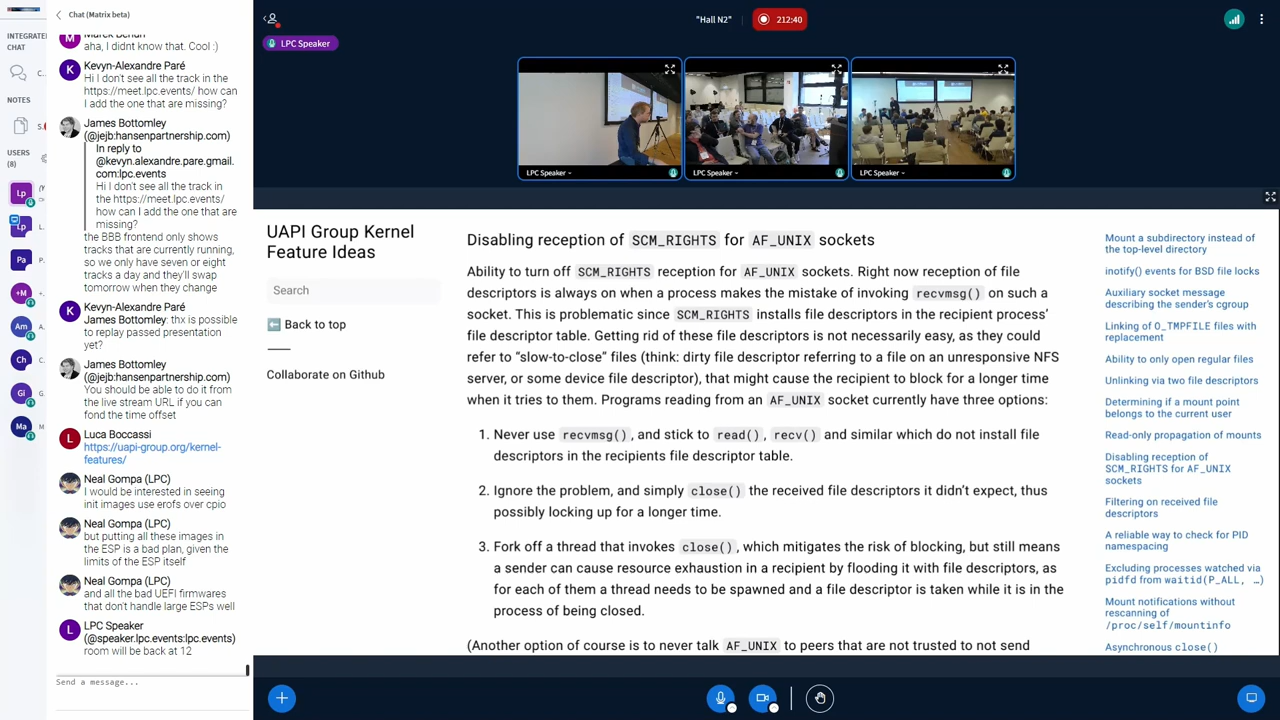 Chat (Matrix beta)
INTEGRATE
CHAT
C..
NOTES
S.
USERS
(8)
Marek Behun
aha, I didnt know that. Cool :)
Kevyn-Alexandre Paré
Hi I don't see all the track in
the https://meet.lpc.events/ how can
I add the one that are missing?
James Bottomley
(@jejb:hansenpartnership.com)
In reply to
@kevyn.alexandre.pare.gmail.
com:lpc.events
Hi I don't see all the track in
the https://meet.lpc.events/
how can I add the one that are
missing?
the BBB frontend only shows
tracks that are currently running,
so we only have seven or eight
tracks a day and they'll swap
tomorrow when they change
Kevyn-Alexandre Paré
James Bottomley: thx is possible
to replay passed presentation
yet?
James Bottomley
(@jejb:hansenpartnership.com)
You should be able to do it from
the live stream URL if you can
fond the time offset
Luca Boccassi
https://uapi-group.org/kernel-
features/
Neal Gompa (LPC)
I would be interested in seeing
init images use erofs over cpio
Neal Gompa (LPC)
but putting all these images in
the ESP is a bad plan, given the
limits of the ESP itself
Neal Gompa (LPC)
and all the bad UEFI firmwares
that don't handle large ESPs well
LPC Speaker
(@speaker.lpc.events:lpc.events)
room will be back at 12
Send a message...
"Hall N2"
212:40
LPC Speaker
LPC Speaker
LPC Speaker
LPC Speaker
UAPI Group Kernel
Feature Ideas
Search
Back to top
Collaborate on Github
Disabling reception of SCM_RIGHTS for AF_UNIX sockets
Ability to turn off SCM_RIGHTS reception for AF_UNIX sockets. Right now reception of file
descriptors is always on when a process makes the mistake of invoking recvmsg() on such a
socket. This is problematic since SCM_RIGHTS installs file descriptors in the recipient process'
file descriptor table. Getting rid of these file descriptors is not necessarily easy, as they could
refer to “slow-to-close” files (think: dirty file descriptor referring to a file on an unresponsive NFS
server, or some device file descriptor), that might cause the recipient to block for a longer time
when it tries to them. Programs reading from an AF_UNIX socket currently have three options:
1. Never use recvmsg(), and stick to read(), recv() and similar which do not install file
descriptors in the recipients file descriptor table.
2. Ignore the problem, and simply close() the received file descriptors it didn't expect, thus
possibly locking up for a longer time.
3. Fork off a thread that invokes close(), which mitigates the risk of blocking, but still means
a sender can cause resource exhaustion in a recipient by flooding it with file descriptors, as
for each of them a thread needs to be spawned and a file descriptor is taken while it is in the
process of being closed.
(Another option of course is to never talk AF_UNIX to peers that are not trusted to not send
Mount a subdirectory instead of
the top-level directory
inotify() events for BSD file locks
Auxiliary socket message
describing the sender's cgroup
Linking of O_TMPFILE files with
replacement
Ability to only open regular files
Unlinking via two file descriptors
Determining if a mount point
belongs to the current user
Read-only propagation of mounts
Disabling reception of
SCM_RIGHTS for AF_UNIX
sockets
Filtering on received file
descriptors
A reliable way to check for PID
namespacing
Excluding processes watched via
pidfd from waitid(P_ALL, …)
Mount notifications without
rescanning of
/proc/self/mountinfo
Asynchronous close()